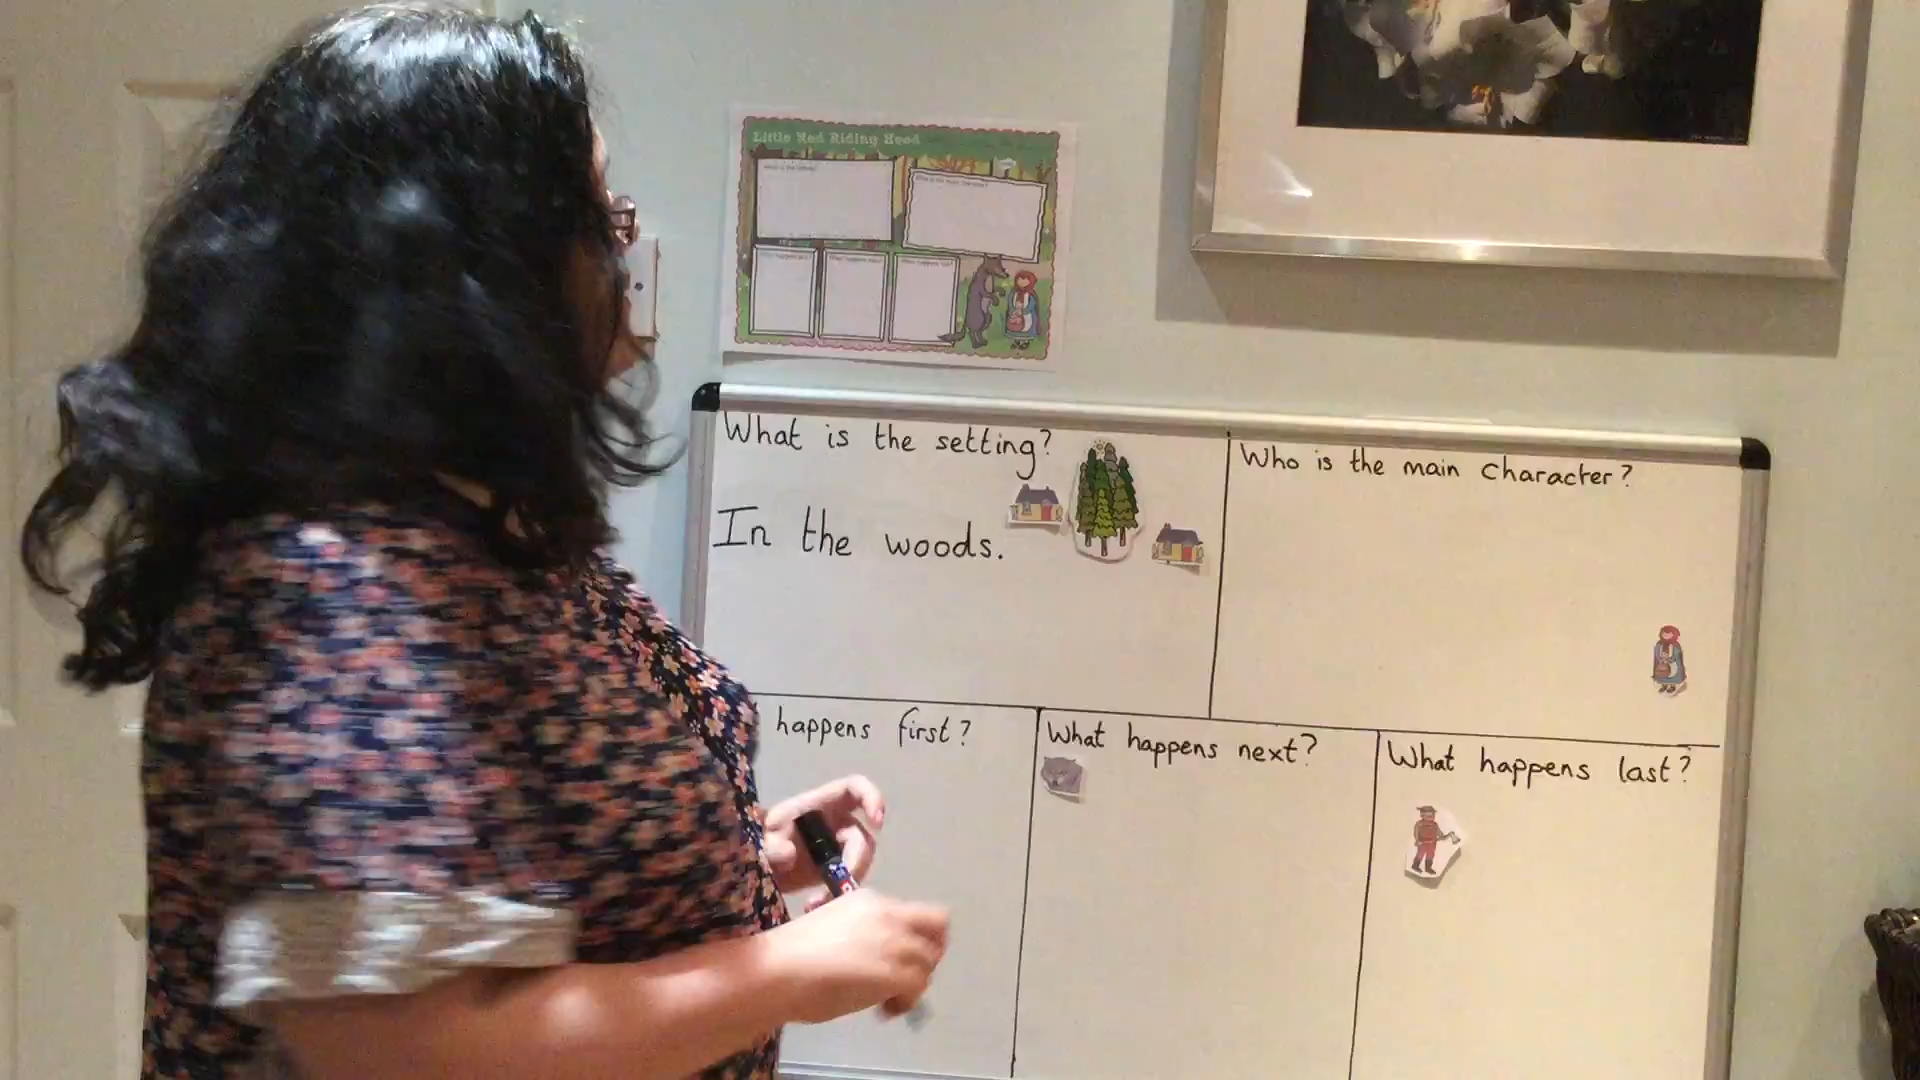 Little Red Riding Hood
What is the setting?
In the woods.
Who is the main character?
happens first?
What happens next?
What happens last?